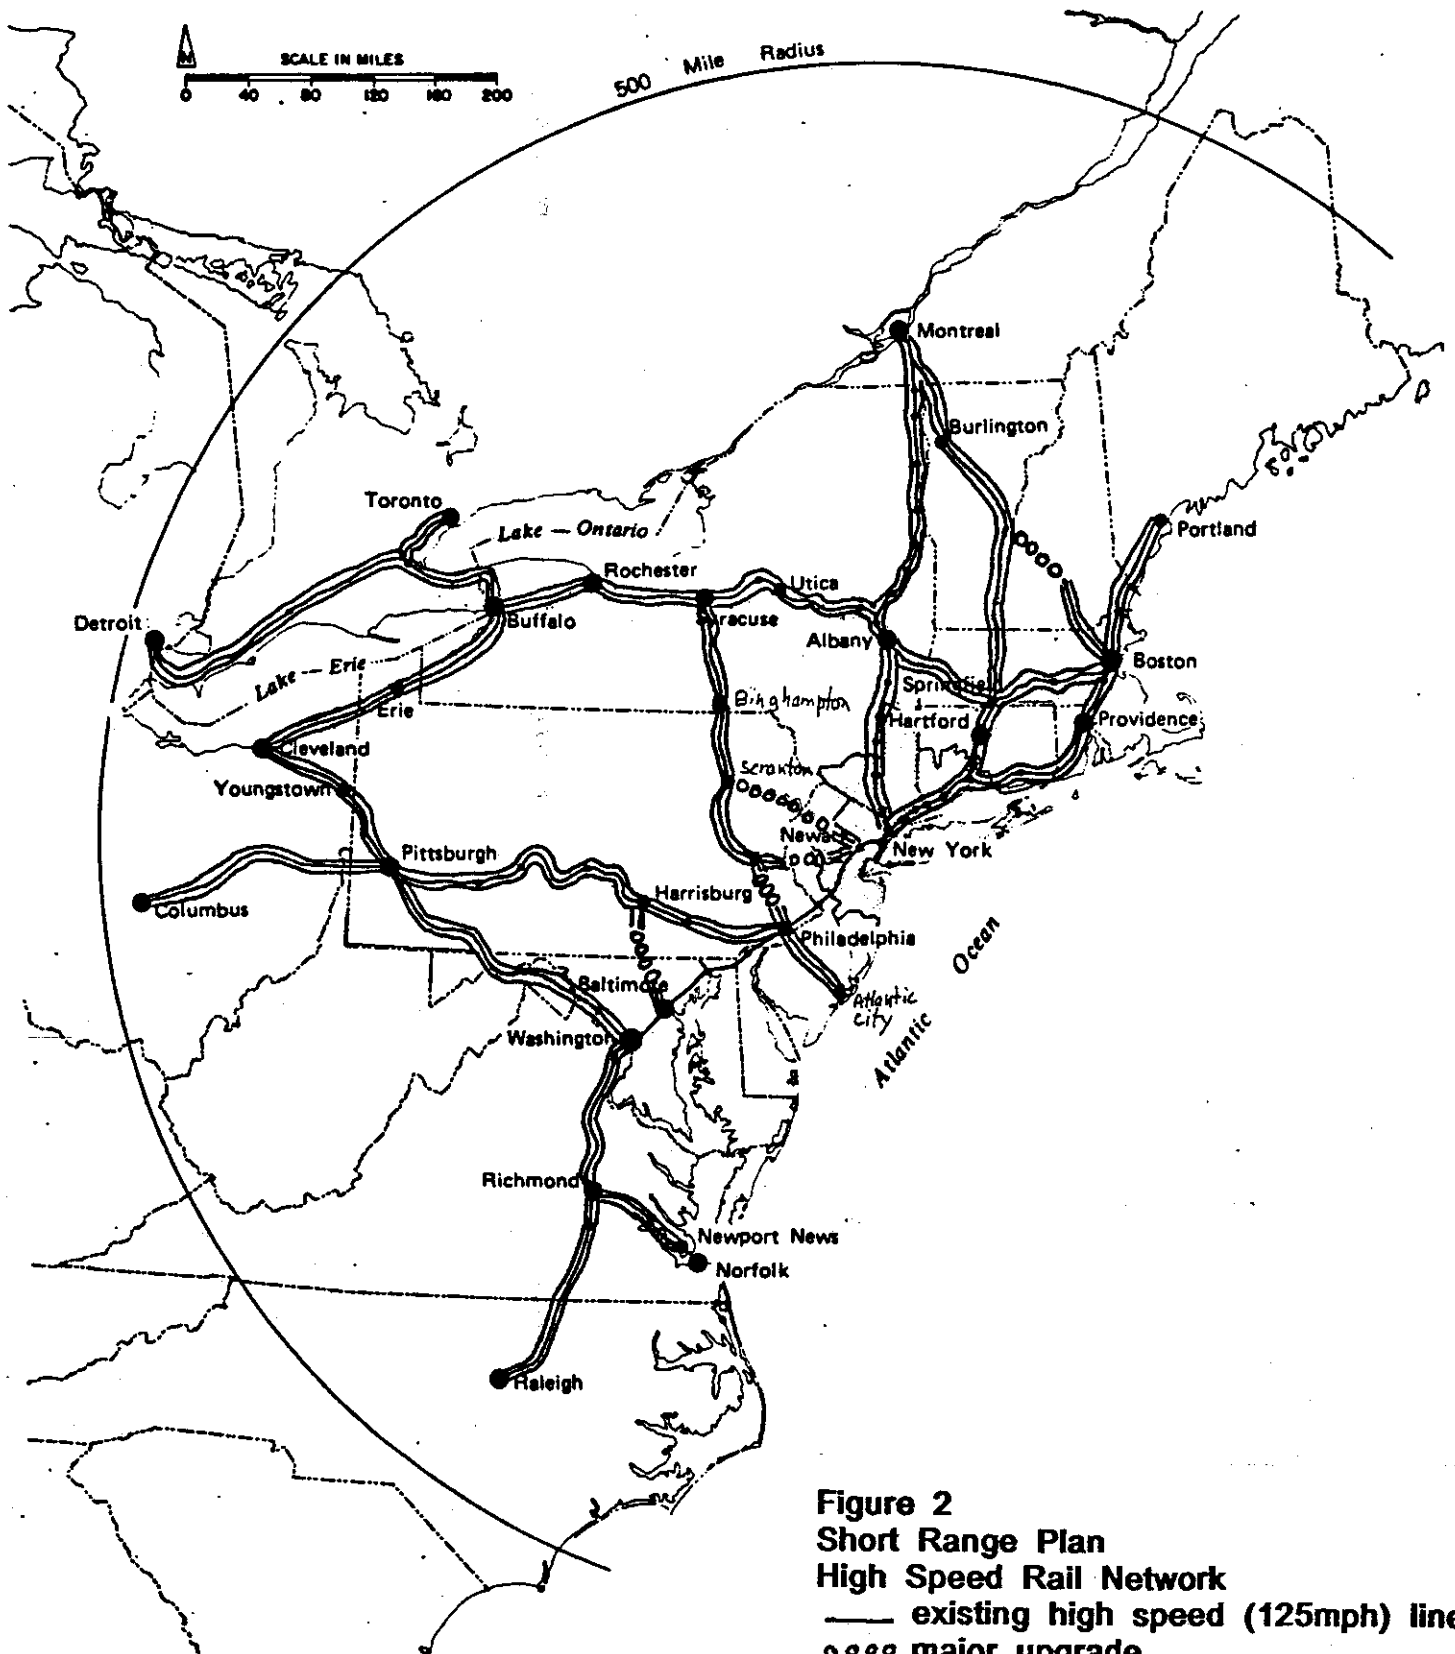 N
SCALE IN MILES
0 40 80 120 160 200
500 Mile Radius
Montreal
Burlington
Toronto
Lake — Ontario
Portland
Rochester
Utica
Detroit
Buffalo
Syracuse
Albany
Boston
Lake — Erie
Springfield
Erie
Binghampton
Hartford
Providence
Cleveland
Scranton
Youngstown
Newark
New York
Pittsburgh
Harrisburg
Columbus
Philadelphia
Ocean
Baltimore
Atlantic
City
Washington
Atlantic
Richmond
Newport News
Norfolk
Raleigh
Figure 2
Short Range Plan
High Speed Rail Network
existing high speed (125mph) line
major upgrade